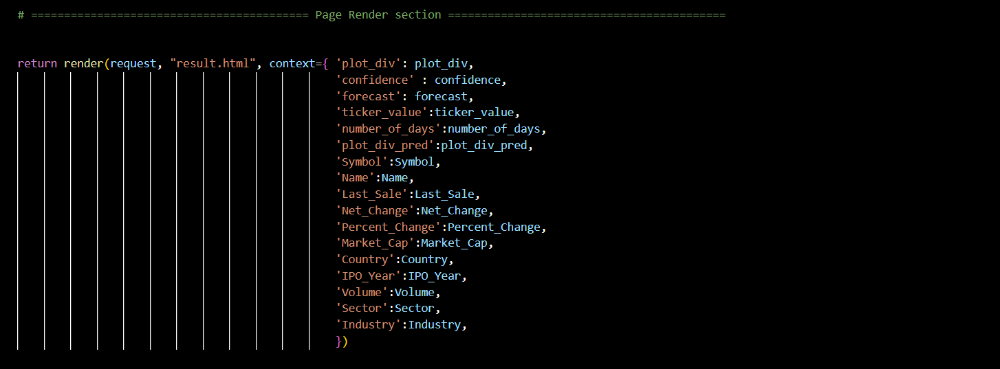 # ========================================== Page Render section ==========================================
return render(request, "result.html", context={ 'plot_div': plot_div,
'confidence' : confidence,
'forecast': forecast,
'ticker_value':ticker_value,
'number_of_days':number_of_days,
'plot_div_pred':plot_div_pred,
'Symbol':Symbol,
'Name':Name,
'Last_Sale':Last_Sale,
'Net_Change':Net_Change,
'Percent_Change':Percent_Change,
'Market_Cap':Market_Cap,
'Country':Country,
'IPO_Year':IPO_Year,
'Volume':Volume,
'Sector':Sector,
'Industry':Industry,
})